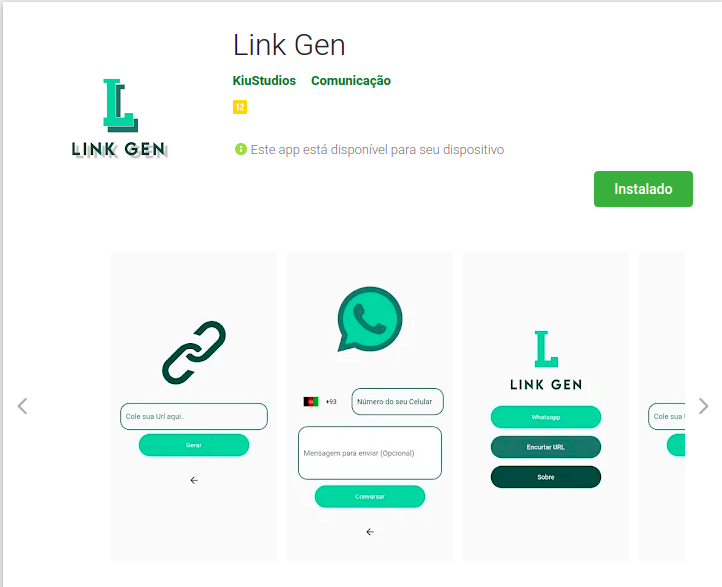 Link Gen
KiuStudios Comunicação
12
LINK GEN
Este app está disponível para seu dispositivo
Instalado
Cole sua Url aqui..
Gerar
+93
Número do seu Celular
Mensagem para enviar (Opcional)
Conversar
LINK GEN
Whatsapp
Encurtar URL
Sobre
Cole sua U